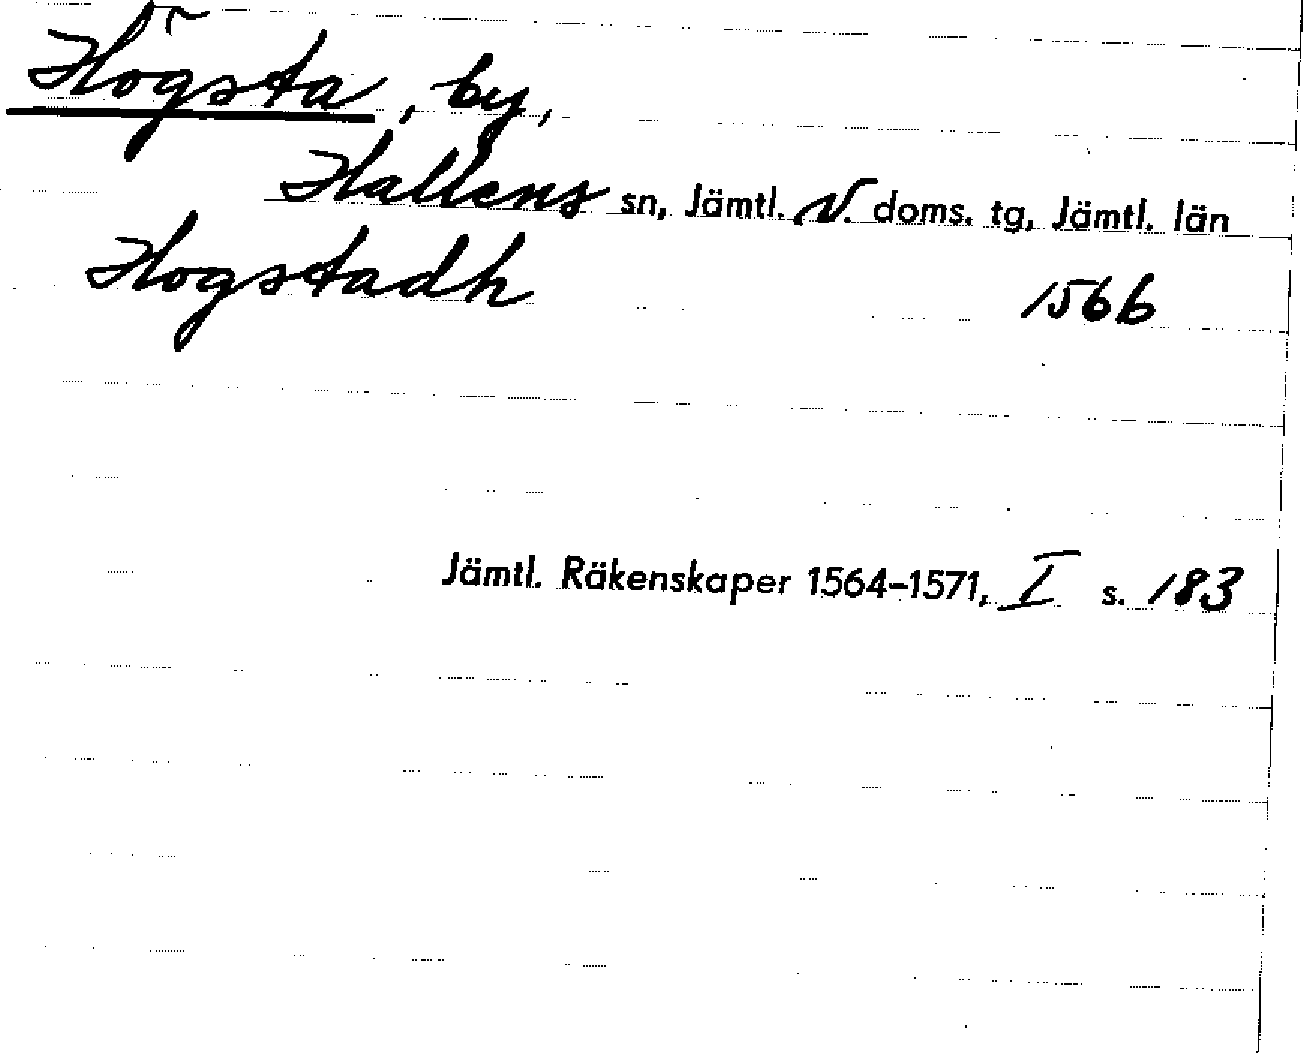 Högsta, by,
Hallens sn, Jämtl. V. doms. tg, Jämtl. län
Hogstadh 1566
Jämtl. Räkenskaper 1564-1571, I s. 183